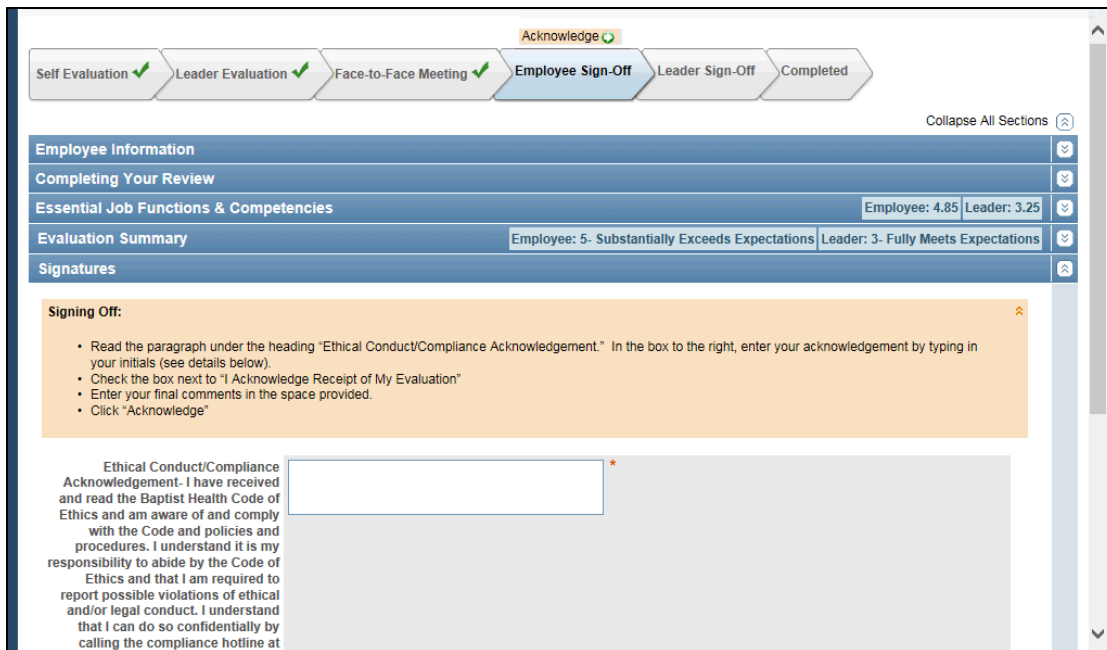 Acknowledge
Self Evaluation
Leader Evaluation
Face-to-Face Meeting
Employee Sign-Off
Leader Sign-Off
Completed
Collapse All Sections
Employee Information
Completing Your Review
Essential Job Functions & Competencies Employee: 4.85 Leader: 3.25
Evaluation Summary Employee: 5- Substantially Exceeds Expectations Leader: 3- Fully Meets Expectations
Signatures
Signing Off:
• Read the paragraph under the heading “Ethical Conduct/Compliance Acknowledgement.” In the box to the right, enter your acknowledgement by typing in
your initials (see details below).
• Check the box next to “I Acknowledge Receipt of My Evaluation”
• Enter your final comments in the space provided.
• Click “Acknowledge”
Ethical Conduct/Compliance *
Acknowledgement- I have received
and read the Baptist Health Code of
Ethics and am aware of and comply
with the Code and policies and
procedures. I understand it is my
responsibility to abide by the Code of
Ethics and that I am required to
report possible violations of ethical
and/or legal conduct. I understand
that I can do so confidentially by
calling the compliance hotline at